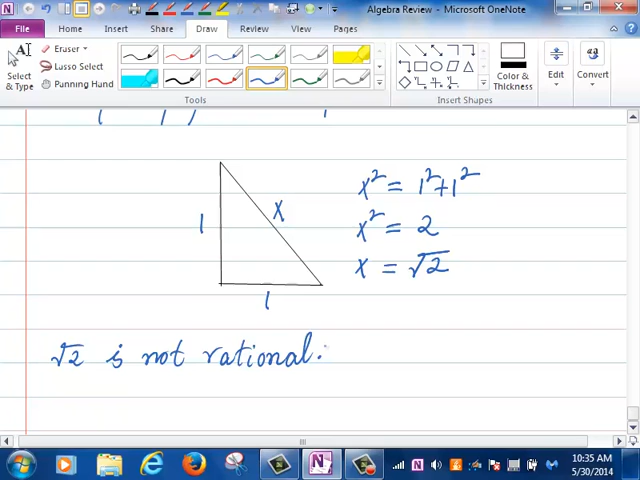 Algebra Review - Microsoft OneNote
File Home Insert Share Draw Review View Pages
Select & Type
Eraser
Lasso Select
Panning Hand
Color & Thickness
Edit
Convert
Tools
Insert Shapes
x² = 1²+1²
x
1
x² = 2
x = √2
1
√2 is not rational.
10:35 AM
5/30/2014